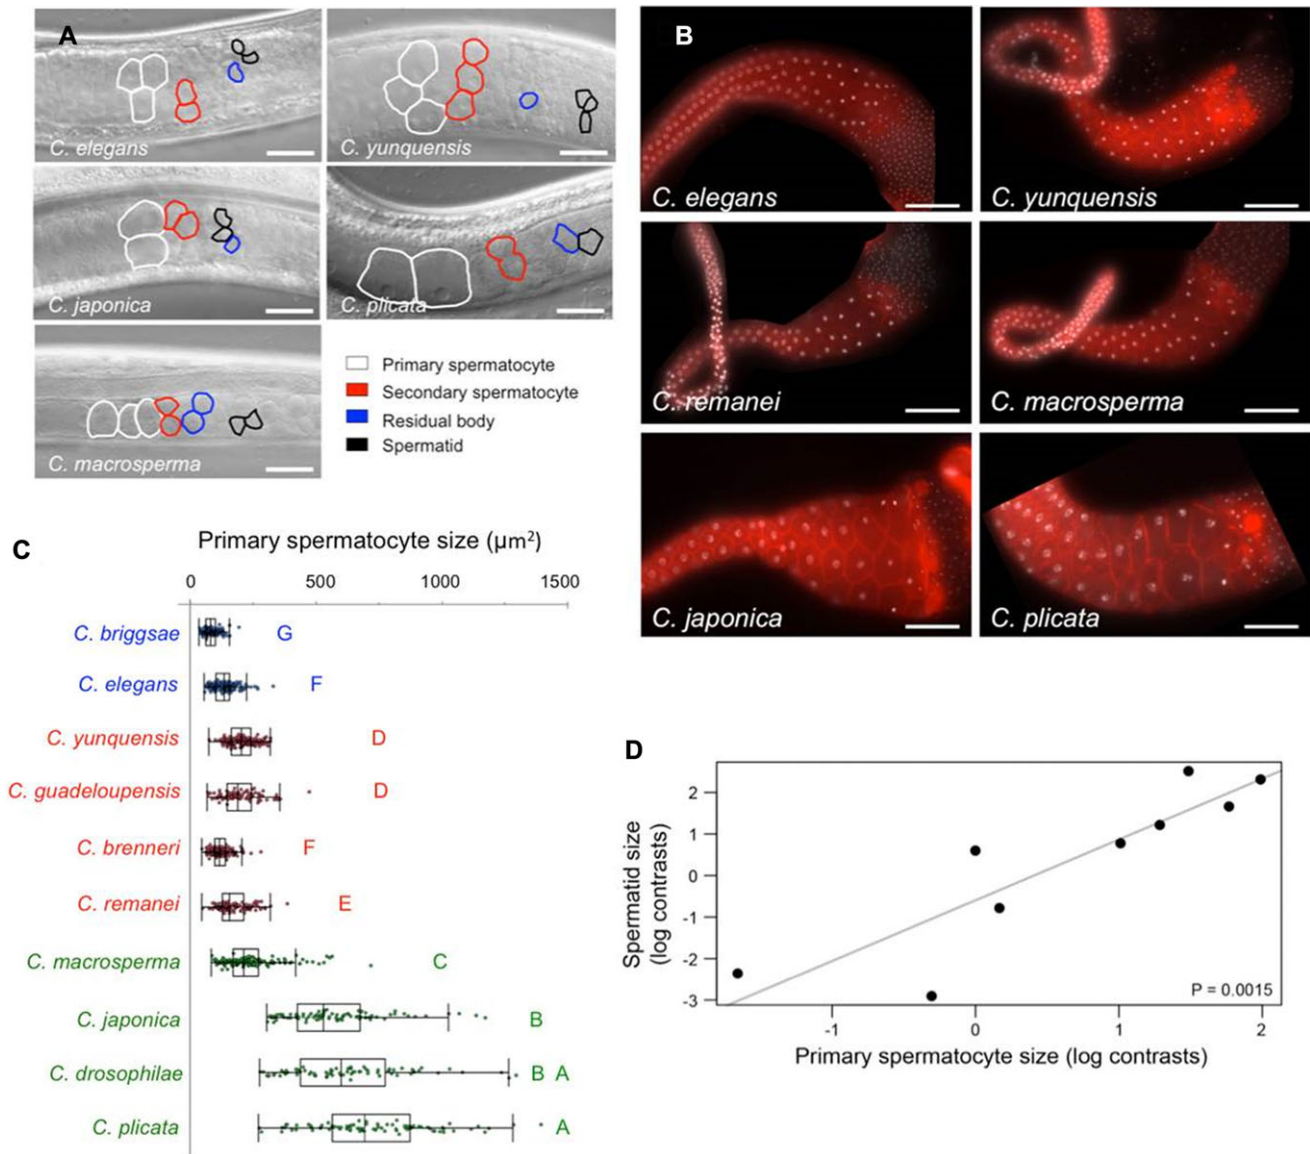 A
C. elegans
C. yunquensis
C. japonica
C. plicata
C. macrosperma
Primary spermatocyte
Secondary spermatocyte
Residual body
Spermatid
B
C. elegans
C. yunquensis
C. remanei
C. macrosperma
C. japonica
C. plicata
C
Primary spermatocyte size (μm²)
0 500 1000 1500
C. briggsae G
C. elegans F
C. yunquensis D
C. guadeloupensis D
C. brenneri F
C. remanei E
C. macrosperma C
C. japonica B
C. drosophilae B A
C. plicata A
D
Spermatid size
(log contrasts)
2
1
0
-1
-2
-3
P = 0.0015
-1 0 1 2
Primary spermatocyte size (log contrasts)